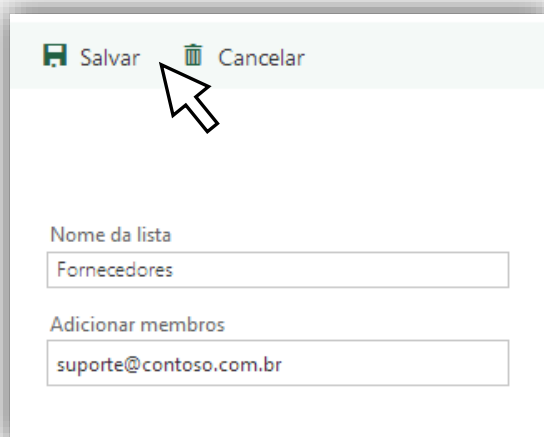 Salvar Cancelar
Nome da lista
Fornecedores
Adicionar membros
suporte@contoso.com.br